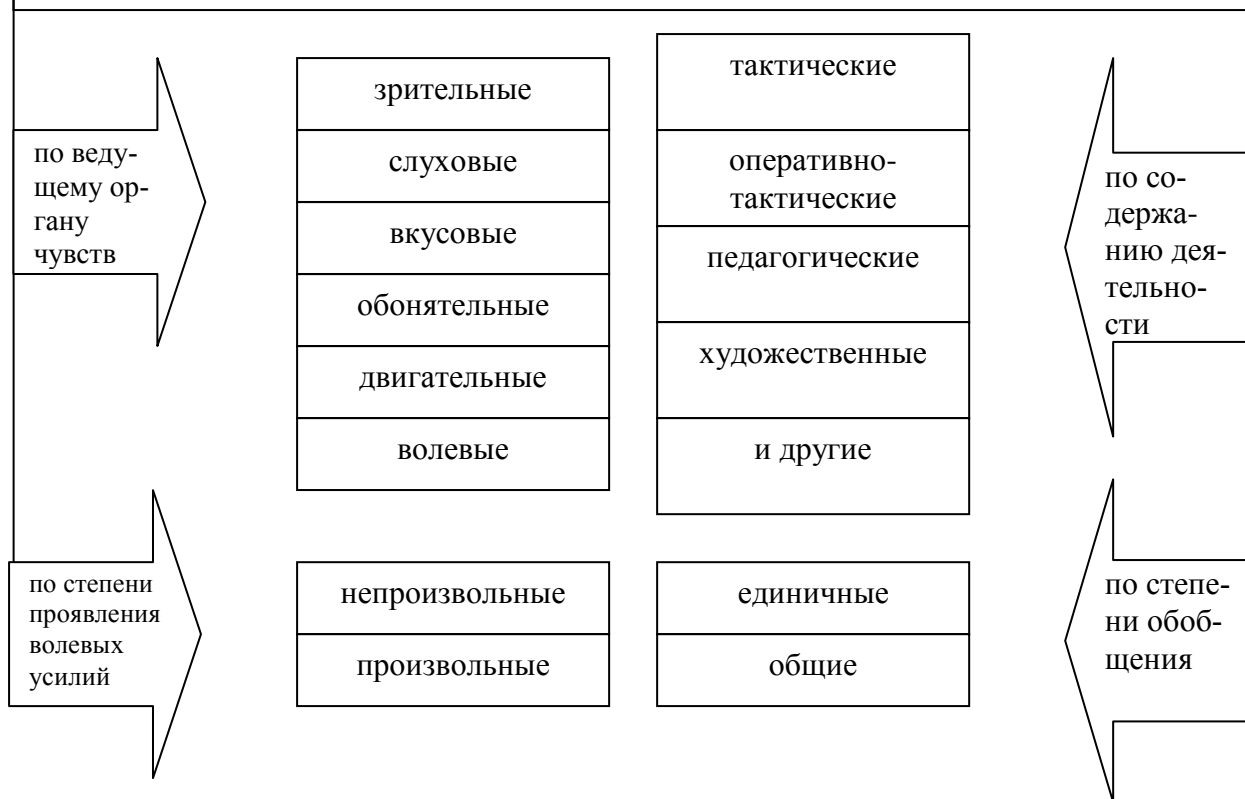 по веду-
щему ор-
гану
чувств
зрительные
слуховые
вкусовые
обонятельные
двигательные
волевые
тактические
оперативно-
тактические
педагогические
художественные
и другие
по со-
держа-
нию дея-
тельно-
сти
по степени
проявления
волевых
усилий
непроизвольные
произвольные
единичные
общие
по степе-
ни обоб-
щения